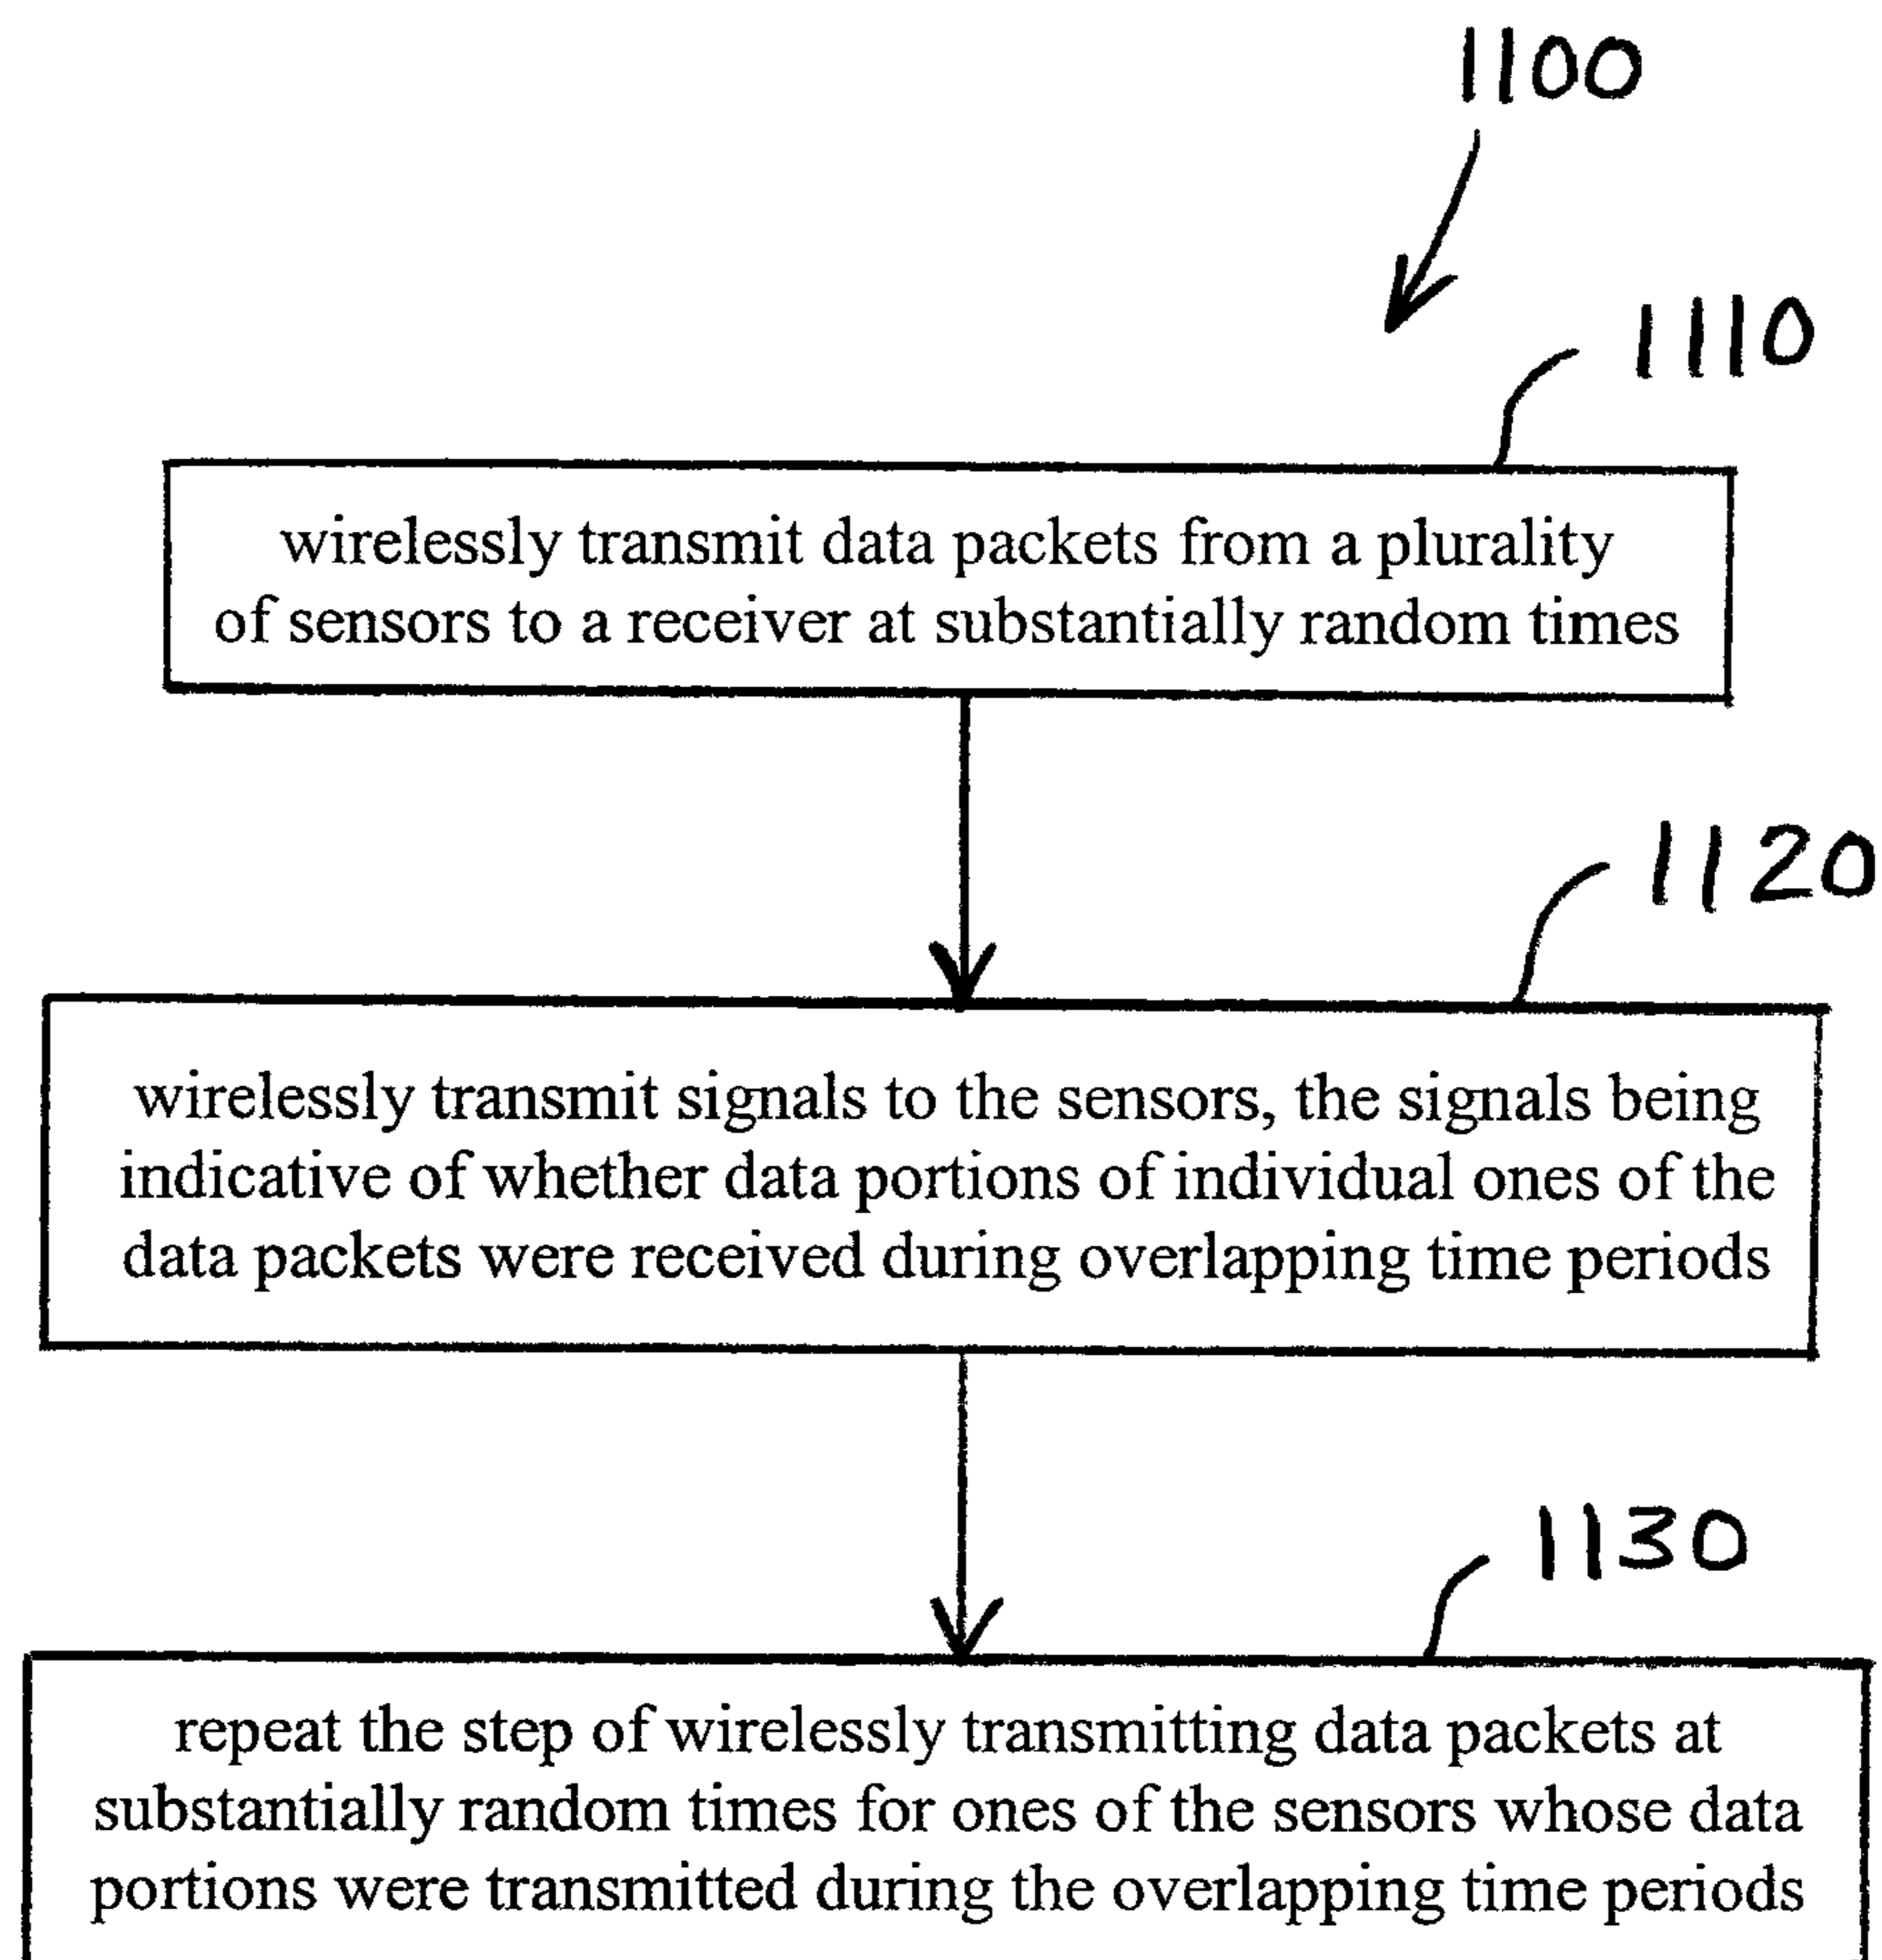 1100
1110
wirelessly transmit data packets from a plurality
of sensors to a receiver at substantially random times
1120
wirelessly transmit signals to the sensors, the signals being
indicative of whether data portions of individual ones of the
data packets were received during overlapping time periods
1130
repeat the step of wirelessly transmitting data packets at
substantially random times for ones of the sensors whose data
portions were transmitted during the overlapping time periods